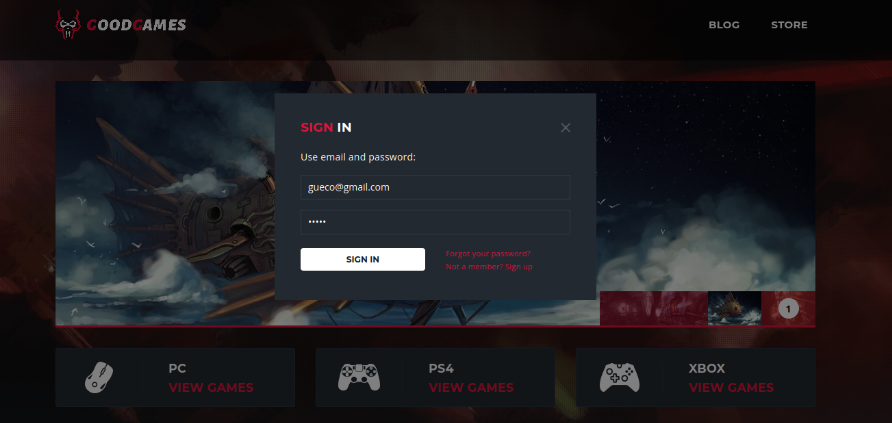 GOODGAMES
BLOG
STORE
SIGN IN
Use email and password:
gueco@gmail.com
•••••
SIGN IN
Forgot your password?
Not a member? Sign up
1
PC
VIEW GAMES
PS4
VIEW GAMES
XBOX
VIEW GAMES